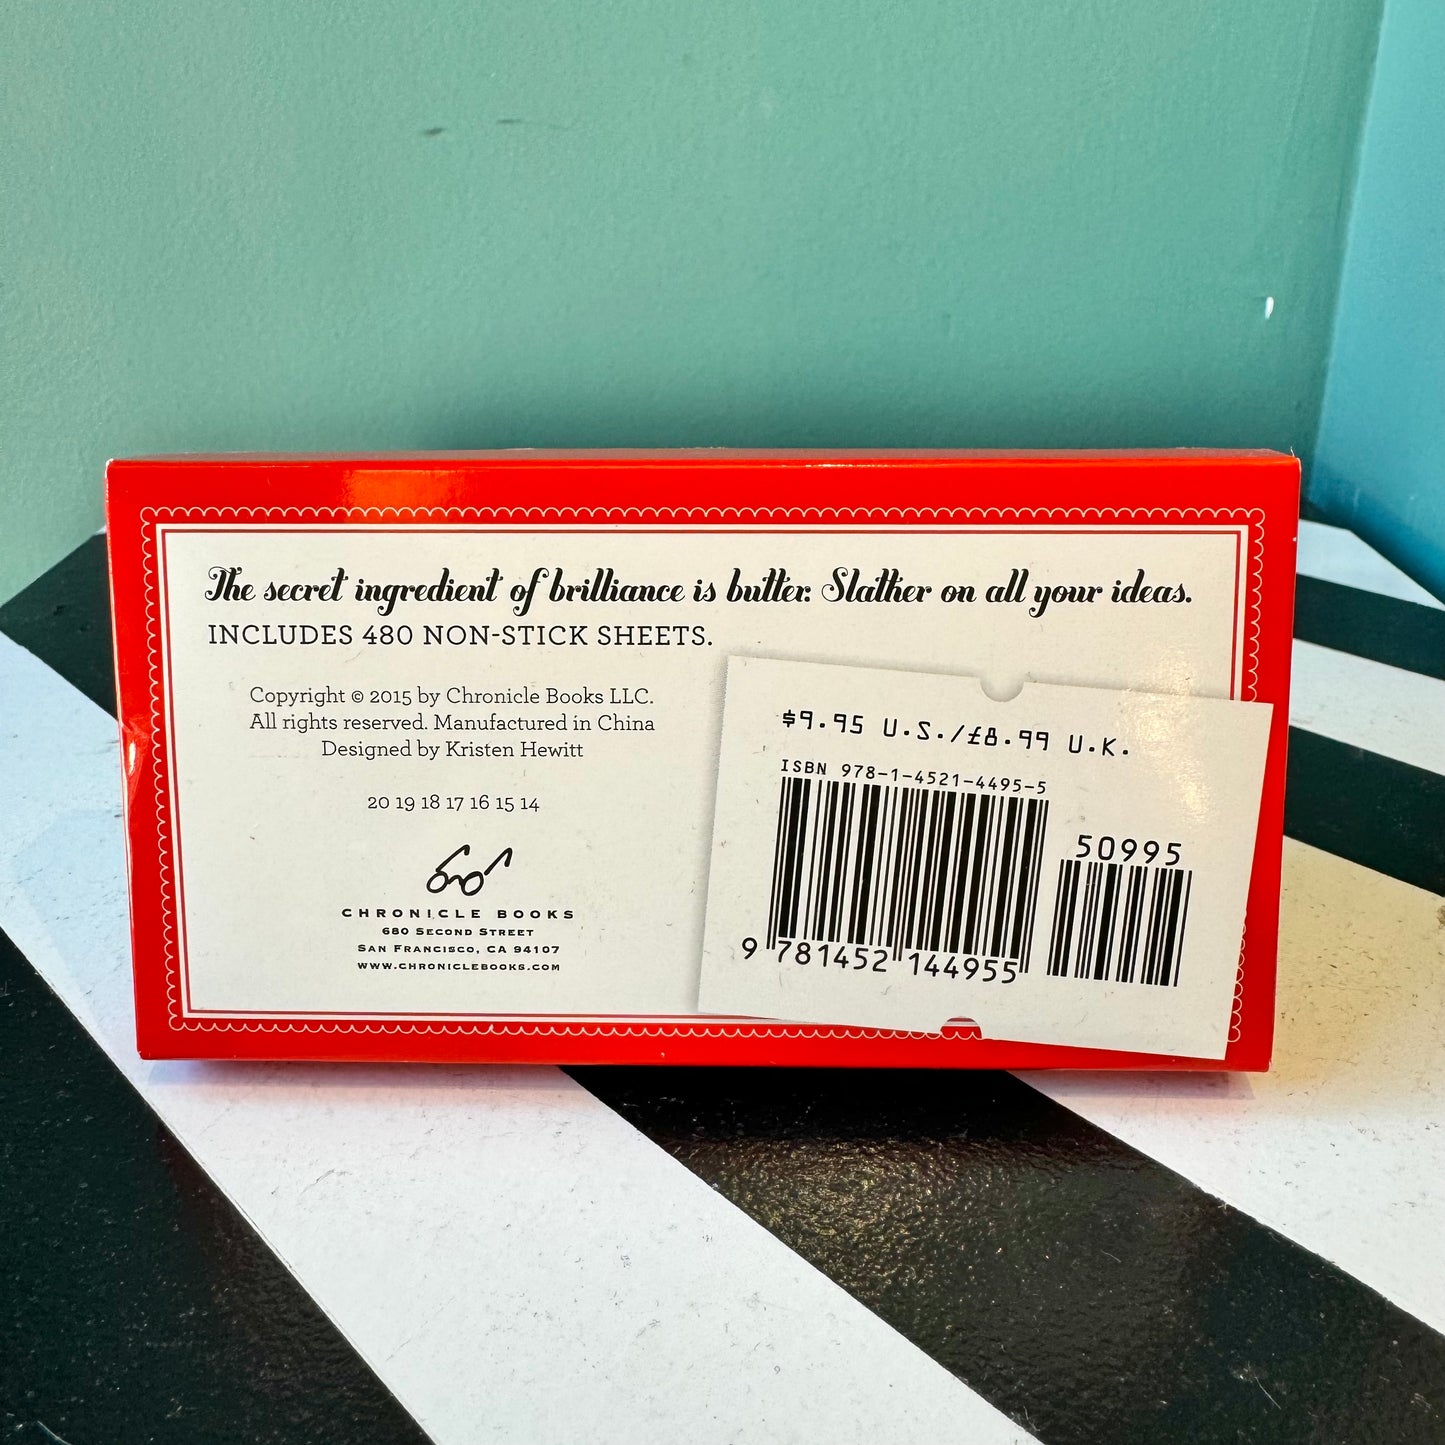 The secret ingredient of brilliance is butter. Slather on all your ideas.
INCLUDES 480 NON-STICK SHEETS.
Copyright © 2015 by Chronicle Books LLC.
All rights reserved. Manufactured in China
Designed by Kristen Hewitt
20 19 18 17 16 15 14
CHRONICLE BOOKS
680 SECOND STREET
SAN FRANCISCO, CA 94107
WWW.CHRONICLEBOOKS.COM
$9.95 U.S./£8.99 U.K.
ISBN 978-1-4521-4495-5
50995
9 781452 144955